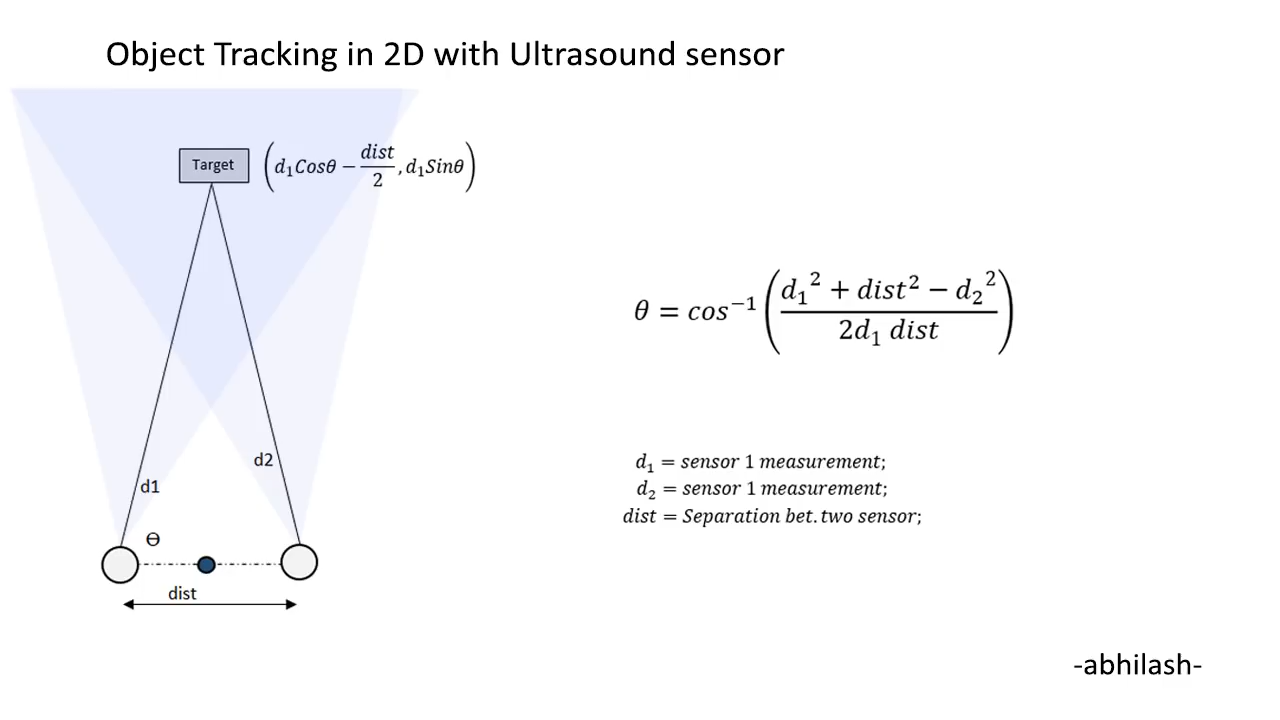 Object Tracking in 2D with Ultrasound sensor
Target
(d₁Cosθ − dist/2, d₁Sinθ)
θ = cos⁻¹((d₁² + dist² − d₂²)/(2d₁ dist))
d2
d1
d₁ = sensor 1 measurement;
d₂ = sensor 1 measurement;
dist = Separation bet. two sensor;
Ɵ
dist
-abhilash-